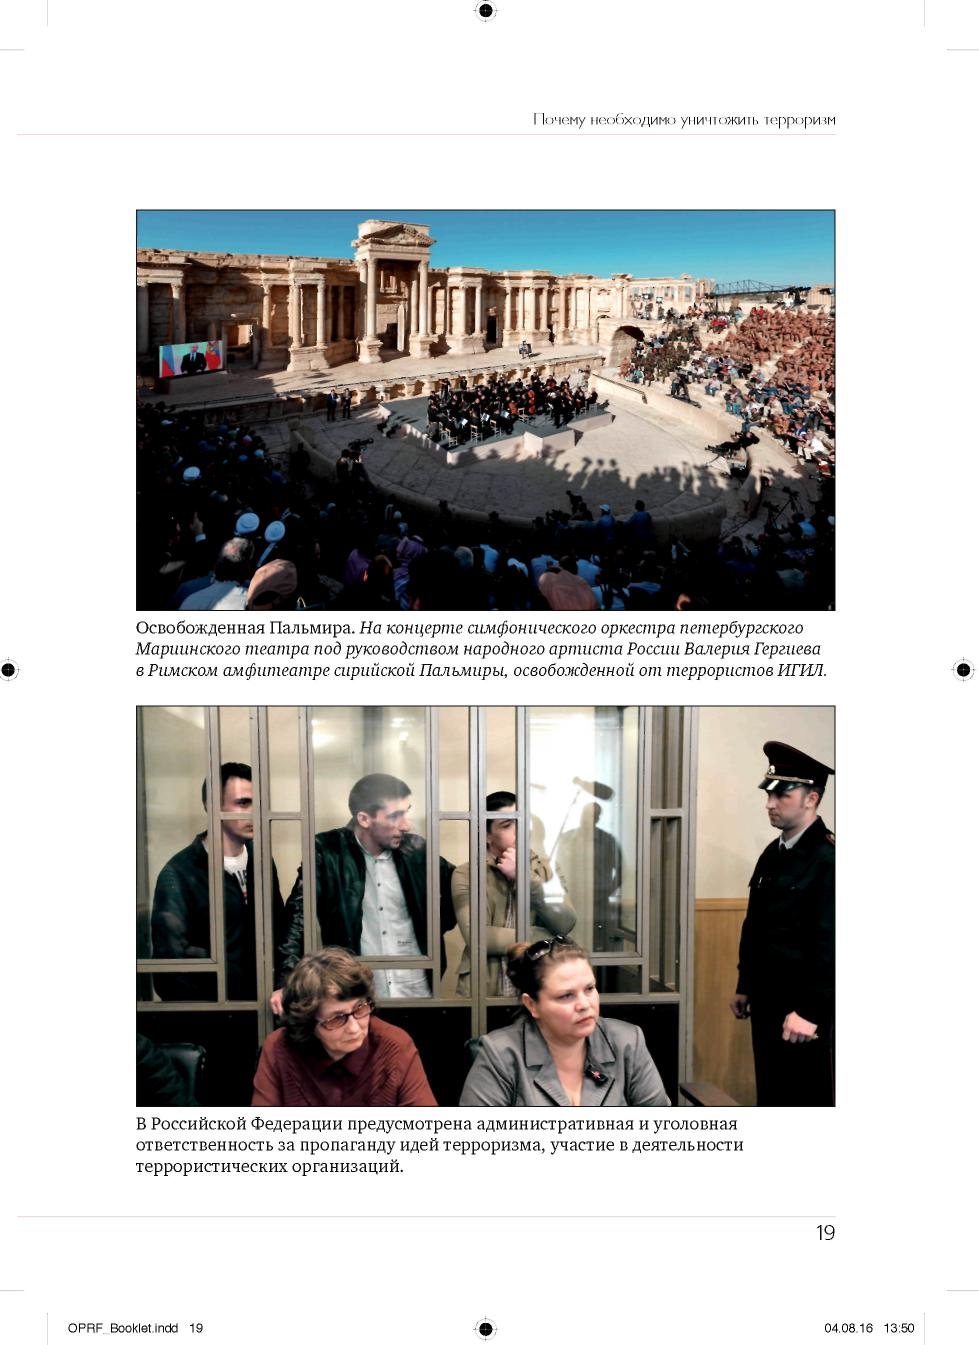 Почему необходимо уничтожить терроризм
Освобожденная Пальмира. На концерте симфонического оркестра петербургского
Мариинского театра под руководством народного артиста России Валерия Гергиева
в Римском амфитеатре сирийской Пальмиры, освобожденной от террористов ИГИЛ.
В Российской Федерации предусмотрена административная и уголовная
ответственность за пропаганду идей терроризма, участие в деятельности
террористических организаций.
19
OPRF_Booklet.indd 19
04.08.16 13:50